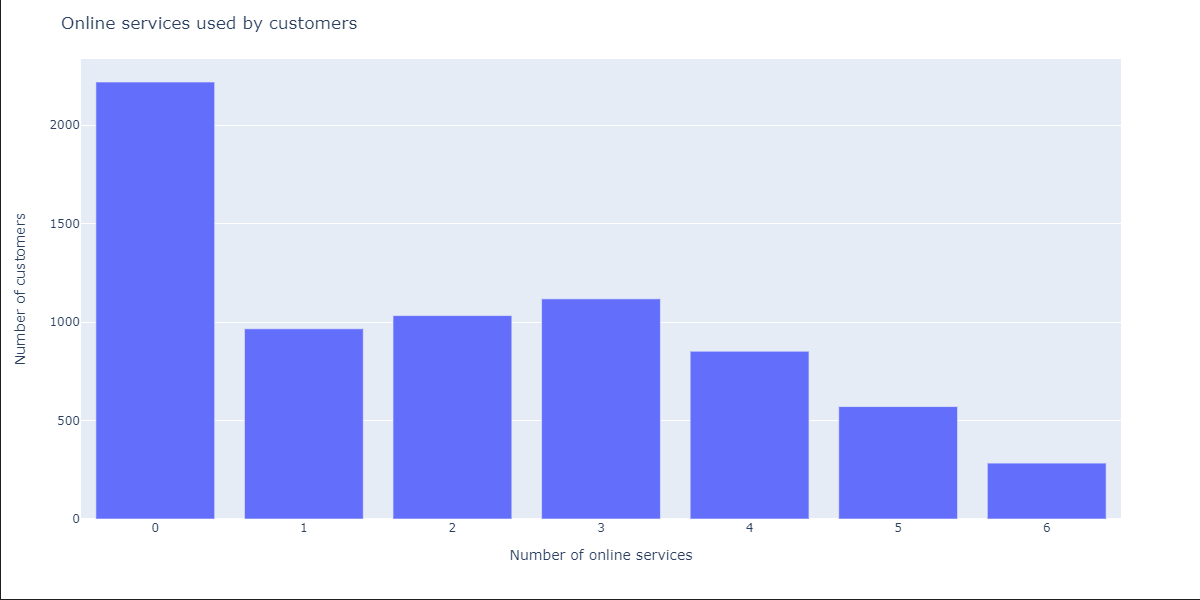 Online services used by customers
2000
1500
1000
500
0
Number of customers
0 1 2 3 4 5 6
Number of online services